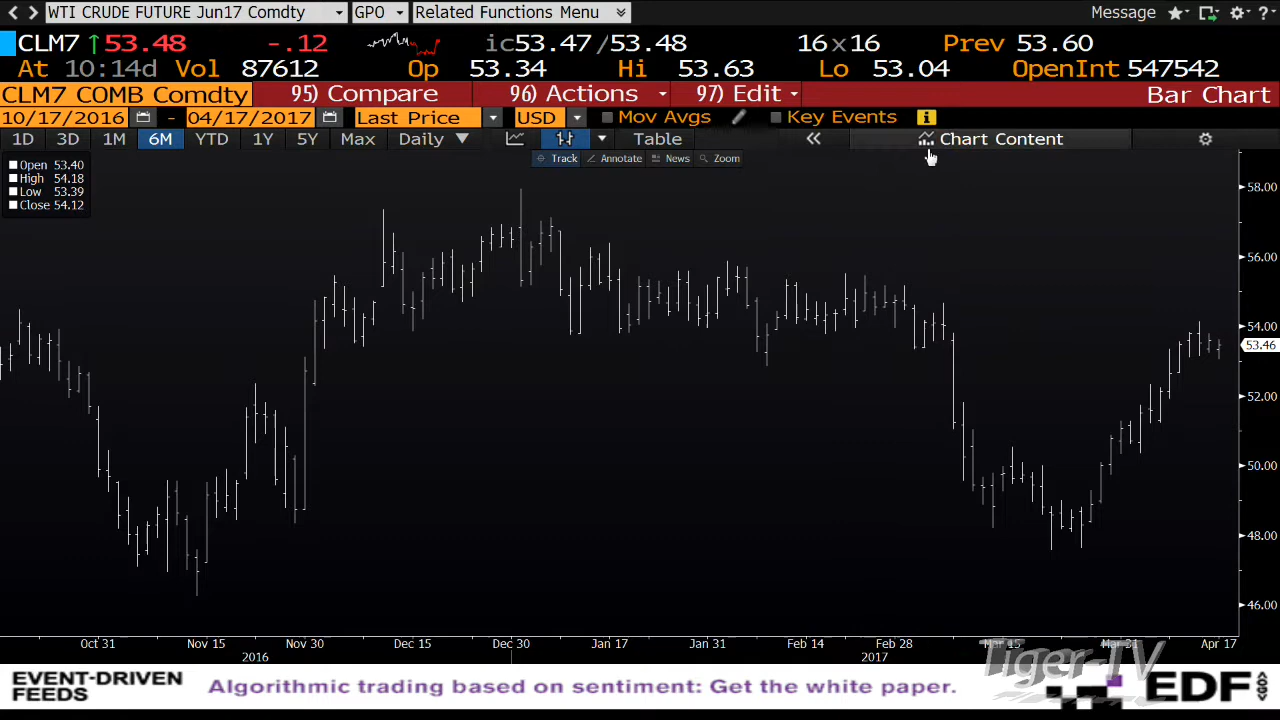 WTI CRUDE FUTURE Jun17 Comdty GPO Related Functions Menu Message ?
CLM7 ↑53.48 -.12 ic53.47/53.48 16x16 Prev 53.60
At 10:14d Vol 87612 Op 53.34 Hi 53.63 Lo 53.04 OpenInt 547542
CLM7 COMB Comdty 95) Compare 96) Actions 97) Edit Bar Chart
10/17/2016 - 04/17/2017 Last Price USD Mov Avgs Key Events i
1D 3D 1M 6M YTD 1Y 5Y Max Daily ▼ Table « Chart Content
Track Annotate News Zoom
Open 53.40
High 54.18
Low 53.39
Close 54.12
58.00
56.00
54.00
53.46
52.00
50.00
48.00
46.00
Oct 31 Nov 15 Nov 30 Dec 15 Dec 30 Jan 17 Jan 31 Feb 14 Feb 28 Mar 15 Mar 31 Apr 17
2016 2017
Tiger-TV
EVENT-DRIVEN
FEEDS
Algorithnic trading based on sentiment: Get the white paper.
EDF